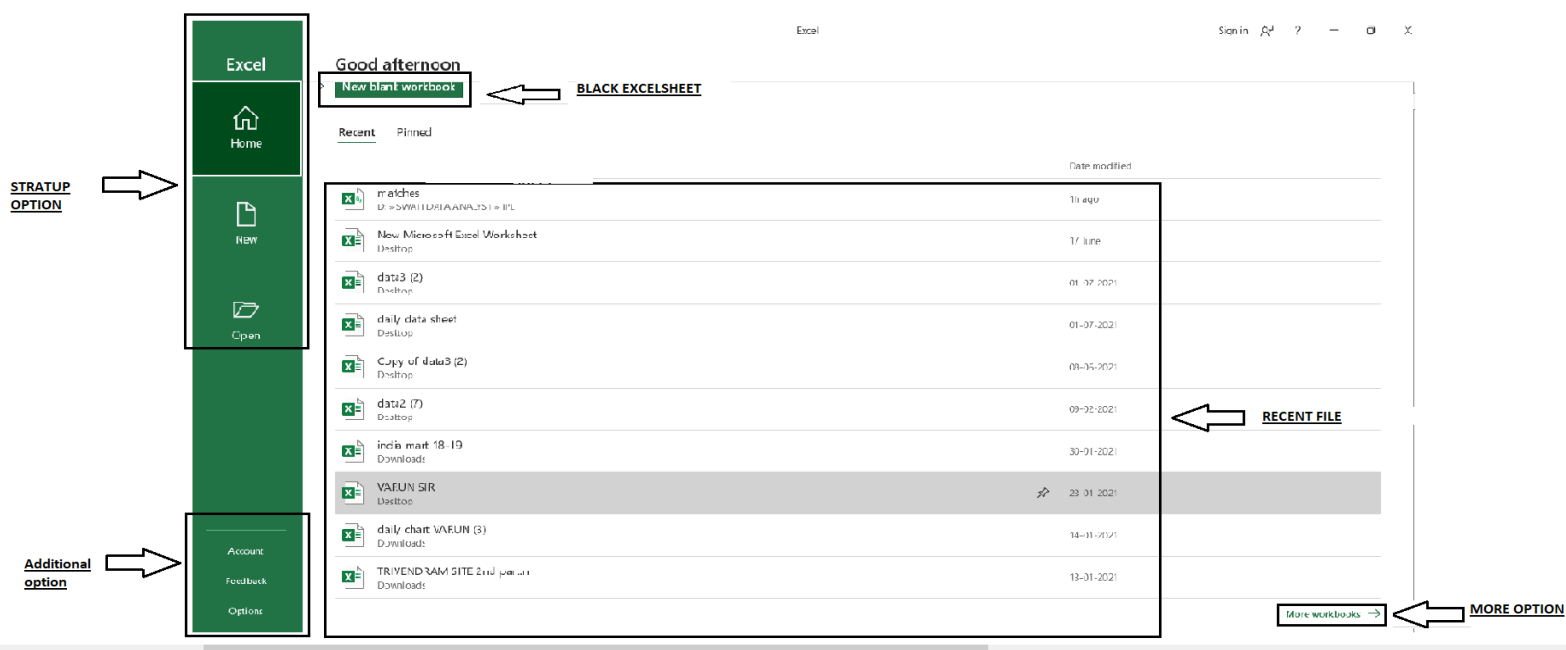 Excel
Sign in ?
Excel
Good afternoon
New blank workbook
BLACK EXCELSHEET
Home
Recent Pinned
Date modified
STRATUP
OPTION
matches
1h ago
D: » SWATI DATA ANALYST » IPL
New
New Microsoft Excel Worksheet
17 June
Desktop
data3 (2)
01-07-2021
Desktop
Open
daily data sheet
01-07-2021
Desktop
Copy of data3 (2)
Desktop
data2 (7)
09-02-2021
Desktop
RECENT FILE
india mart 18-19
30-01-2021
Downloads
VARUN SIR
23-01-2021
Desktop
Additional
option
Account
Feedback
Options
daily chart VARUN (3)
14-01-2021
Downloads
TRIVENDRAM SITE 2nd
13-01-2021
Downloads
More workbooks →
MORE OPTION